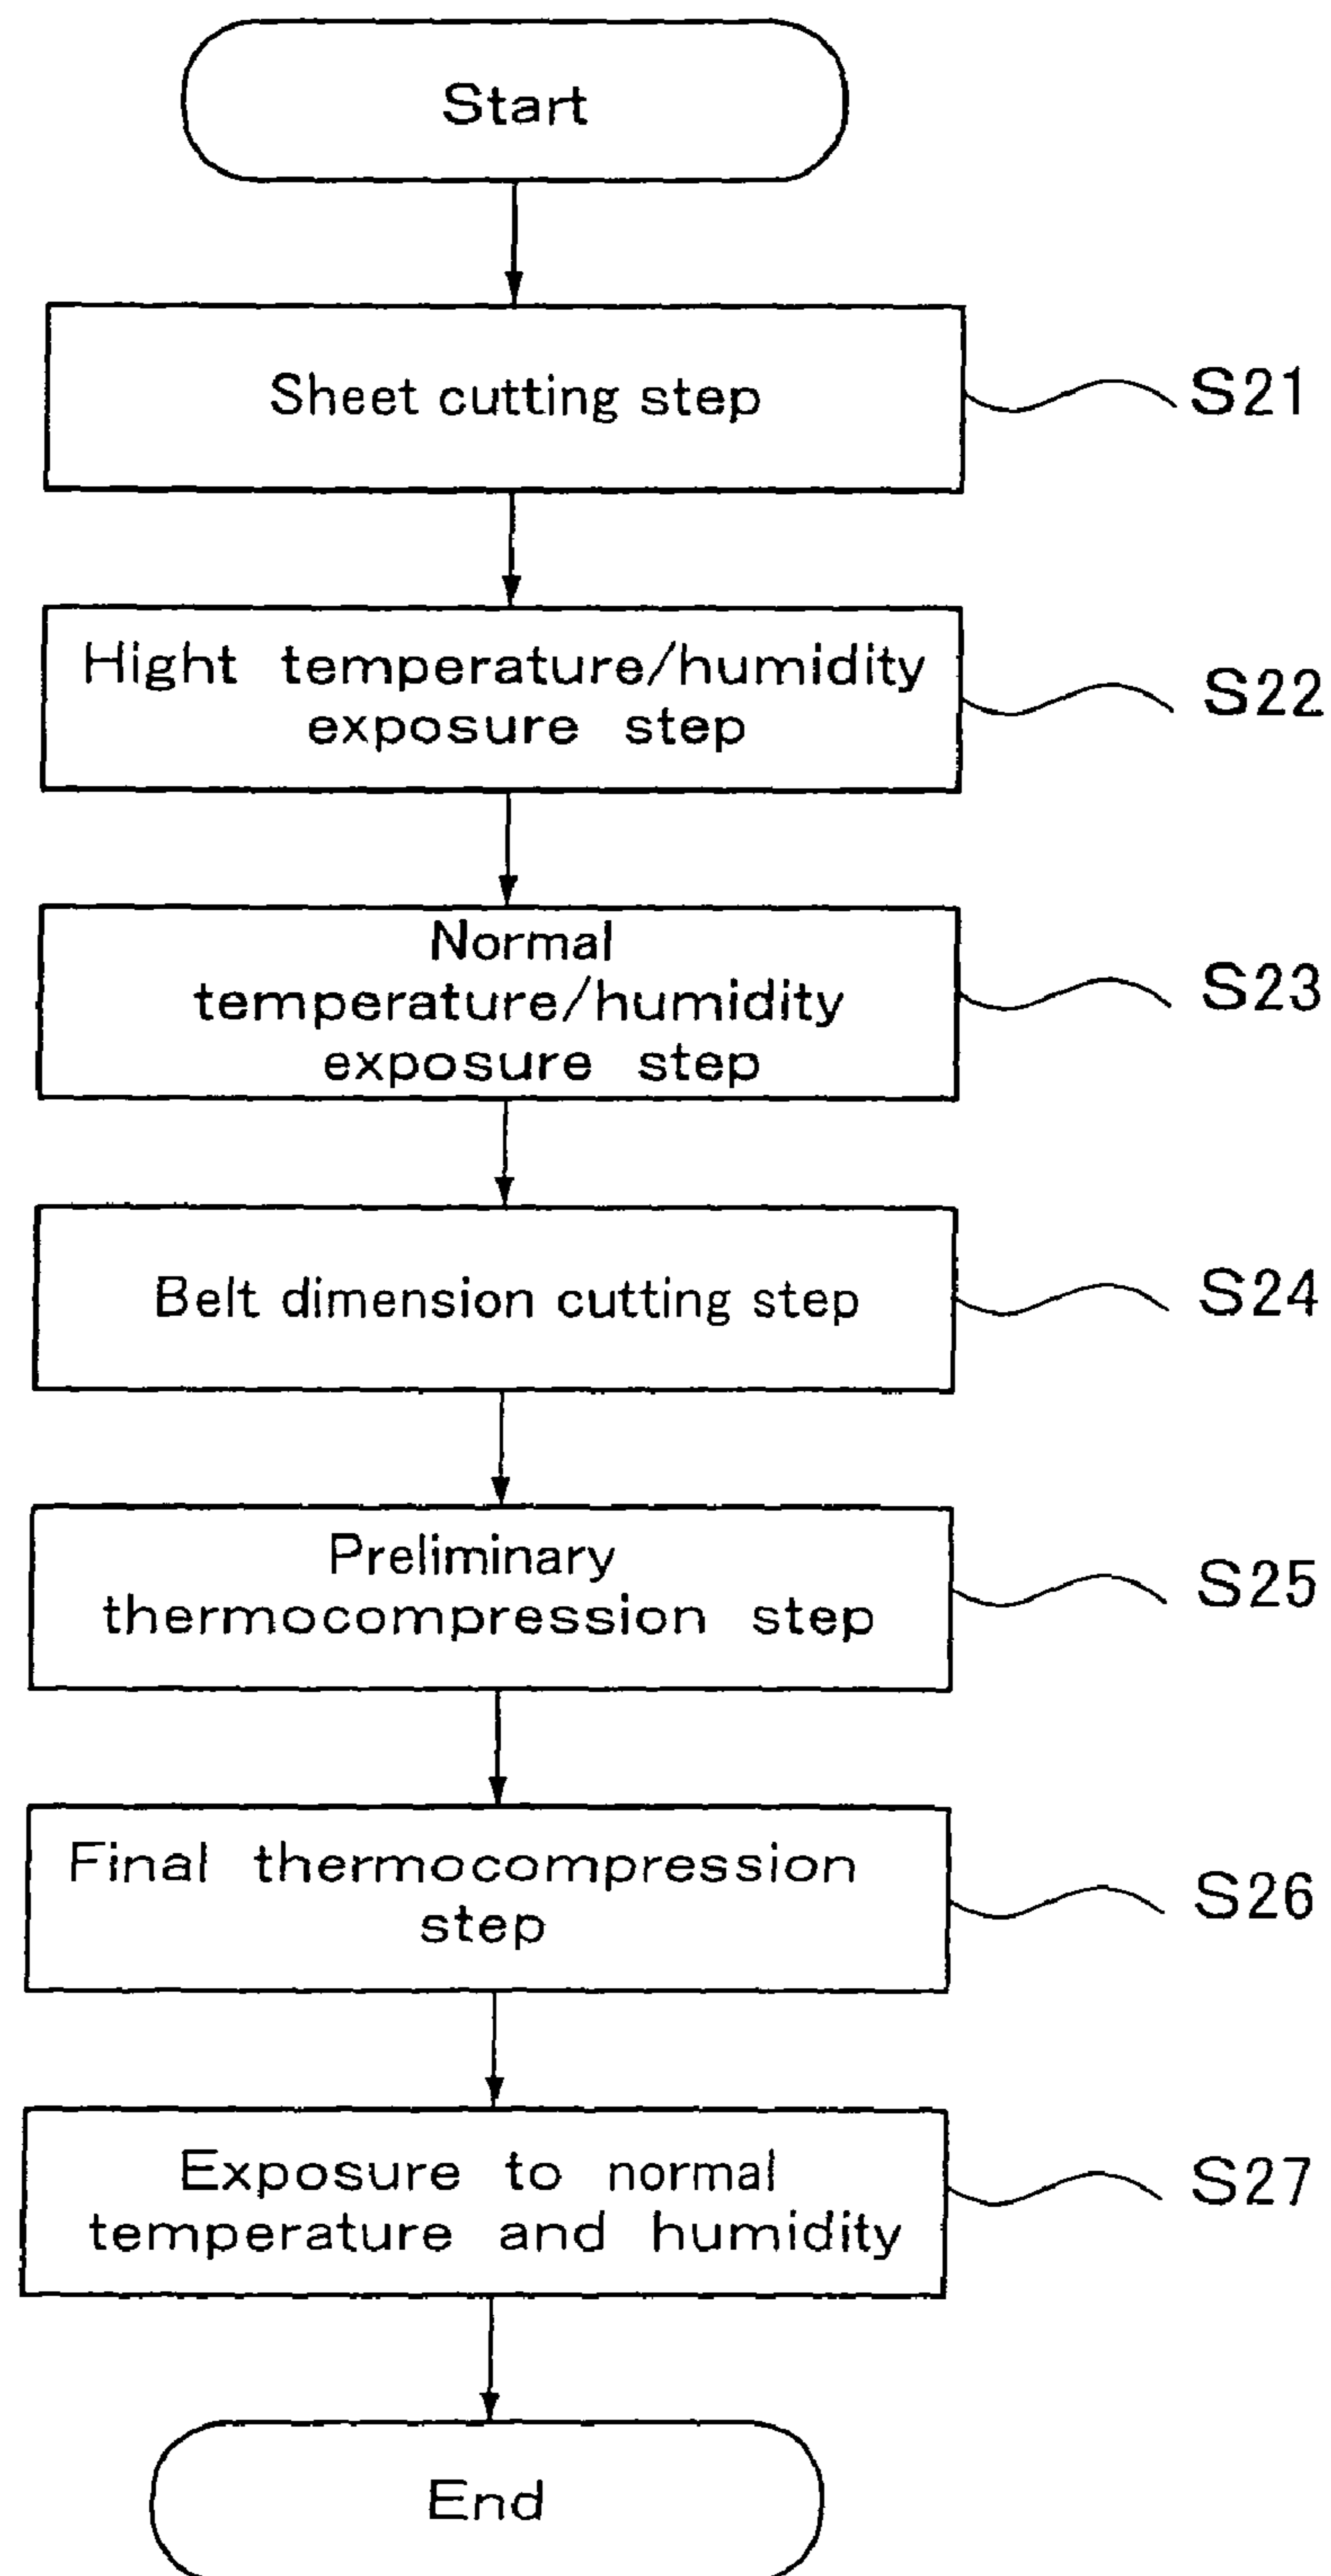 Start
Sheet cutting step
S21
Hight temperature/humidity
exposure step
S22
Normal
temperature/humidity
exposure step
S23
Belt dimension cutting step
S24
Preliminary
thermocompression step
S25
Final thermocompression
step
S26
Exposure to normal
temperature and humidity
S27
End